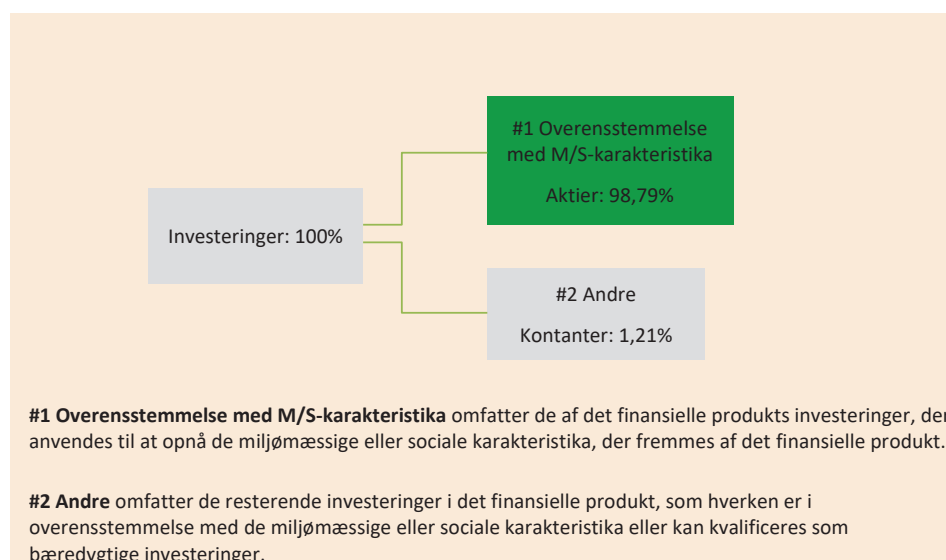 #1 Overensstemmelse
med M/S-karakteristika
Aktier: 98,79%
Investeringer: 100%
#2 Andre
Kontanter: 1,21%
#1 Overensstemmelse med M/S-karakteristika omfatter de af det finansielle produkts investeringer, der
anvendes til at opnå de miljømæssige eller sociale karakteristika, der fremmes af det finansielle produkt.
#2 Andre omfatter de resterende investeringer i det finansielle produkt, som hverken er i
overensstemmelse med de miljømæssige eller sociale karakteristika eller kan kvalificeres som
bæredygtige investeringer.